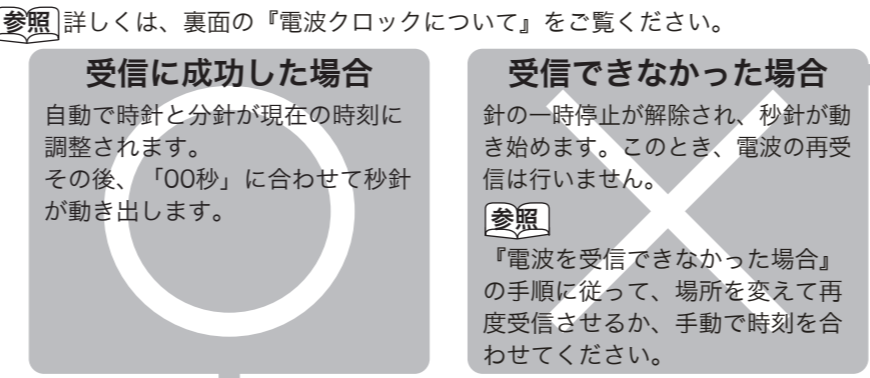 参照 詳しくは、裏面の『電波クロックについて』をご覧ください。
受信に成功した場合
自動で時針と分針が現在の時刻に
調整されます。
その後、「00秒」に合わせて秒針
が動き出します。
受信できなかった場合
針の一時停止が解除され、秒針が動
き始めます。このとき、電波の再受
信は行いません。
参照
『電波を受信できなかった場合』
の手順に従って、場所を変えて再
度受信させるか、手動で時刻を合
わせてください。